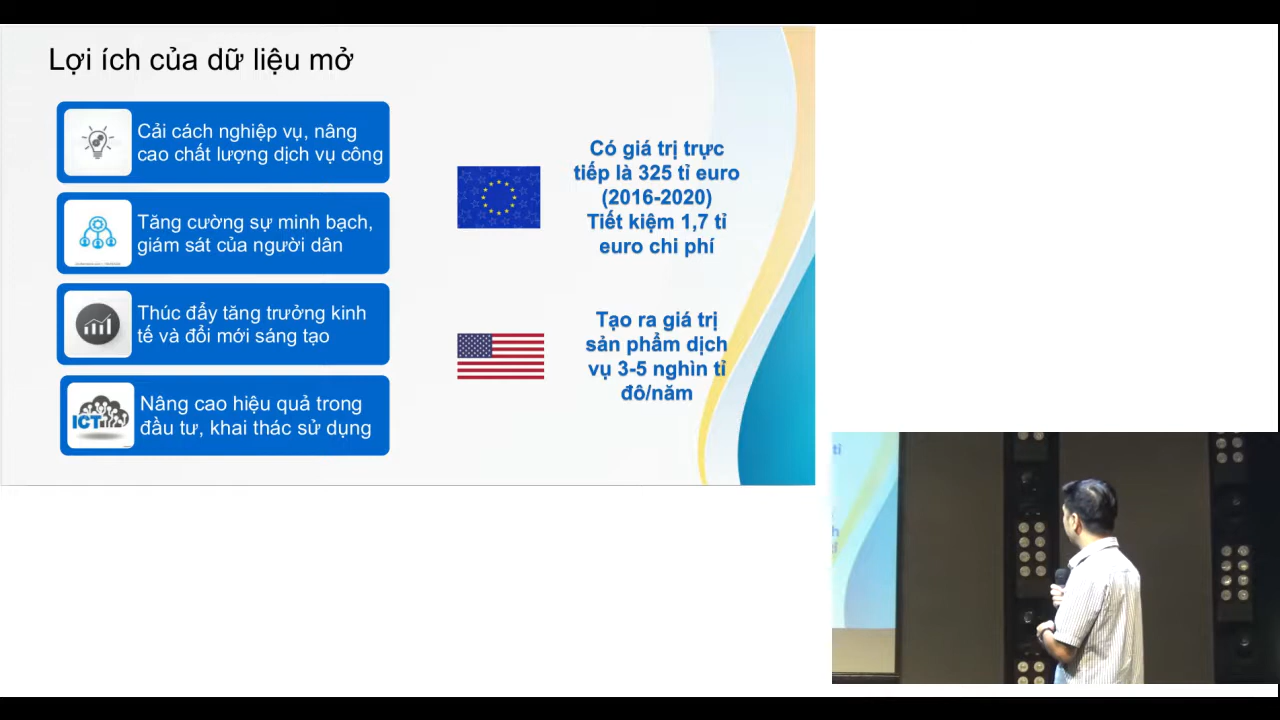 Lợi ích của dữ liệu mở
Cải cách nghiệp vụ, nâng
cao chất lượng dịch vụ công
Tăng cường sự minh bạch,
giám sát của người dân
Thúc đẩy tăng trưởng kinh
tế và đổi mới sáng tạo
ICT
Nâng cao hiệu quả trong
đầu tư, khai thác sử dụng
Có giá trị trực
tiếp là 325 tỉ euro
(2016-2020)
Tiết kiệm 1,7 tỉ
euro chi phí
Tạo ra giá trị
sản phẩm dịch
vụ 3-5 nghìn tỉ
đô/năm
tỉ
h
tỉ